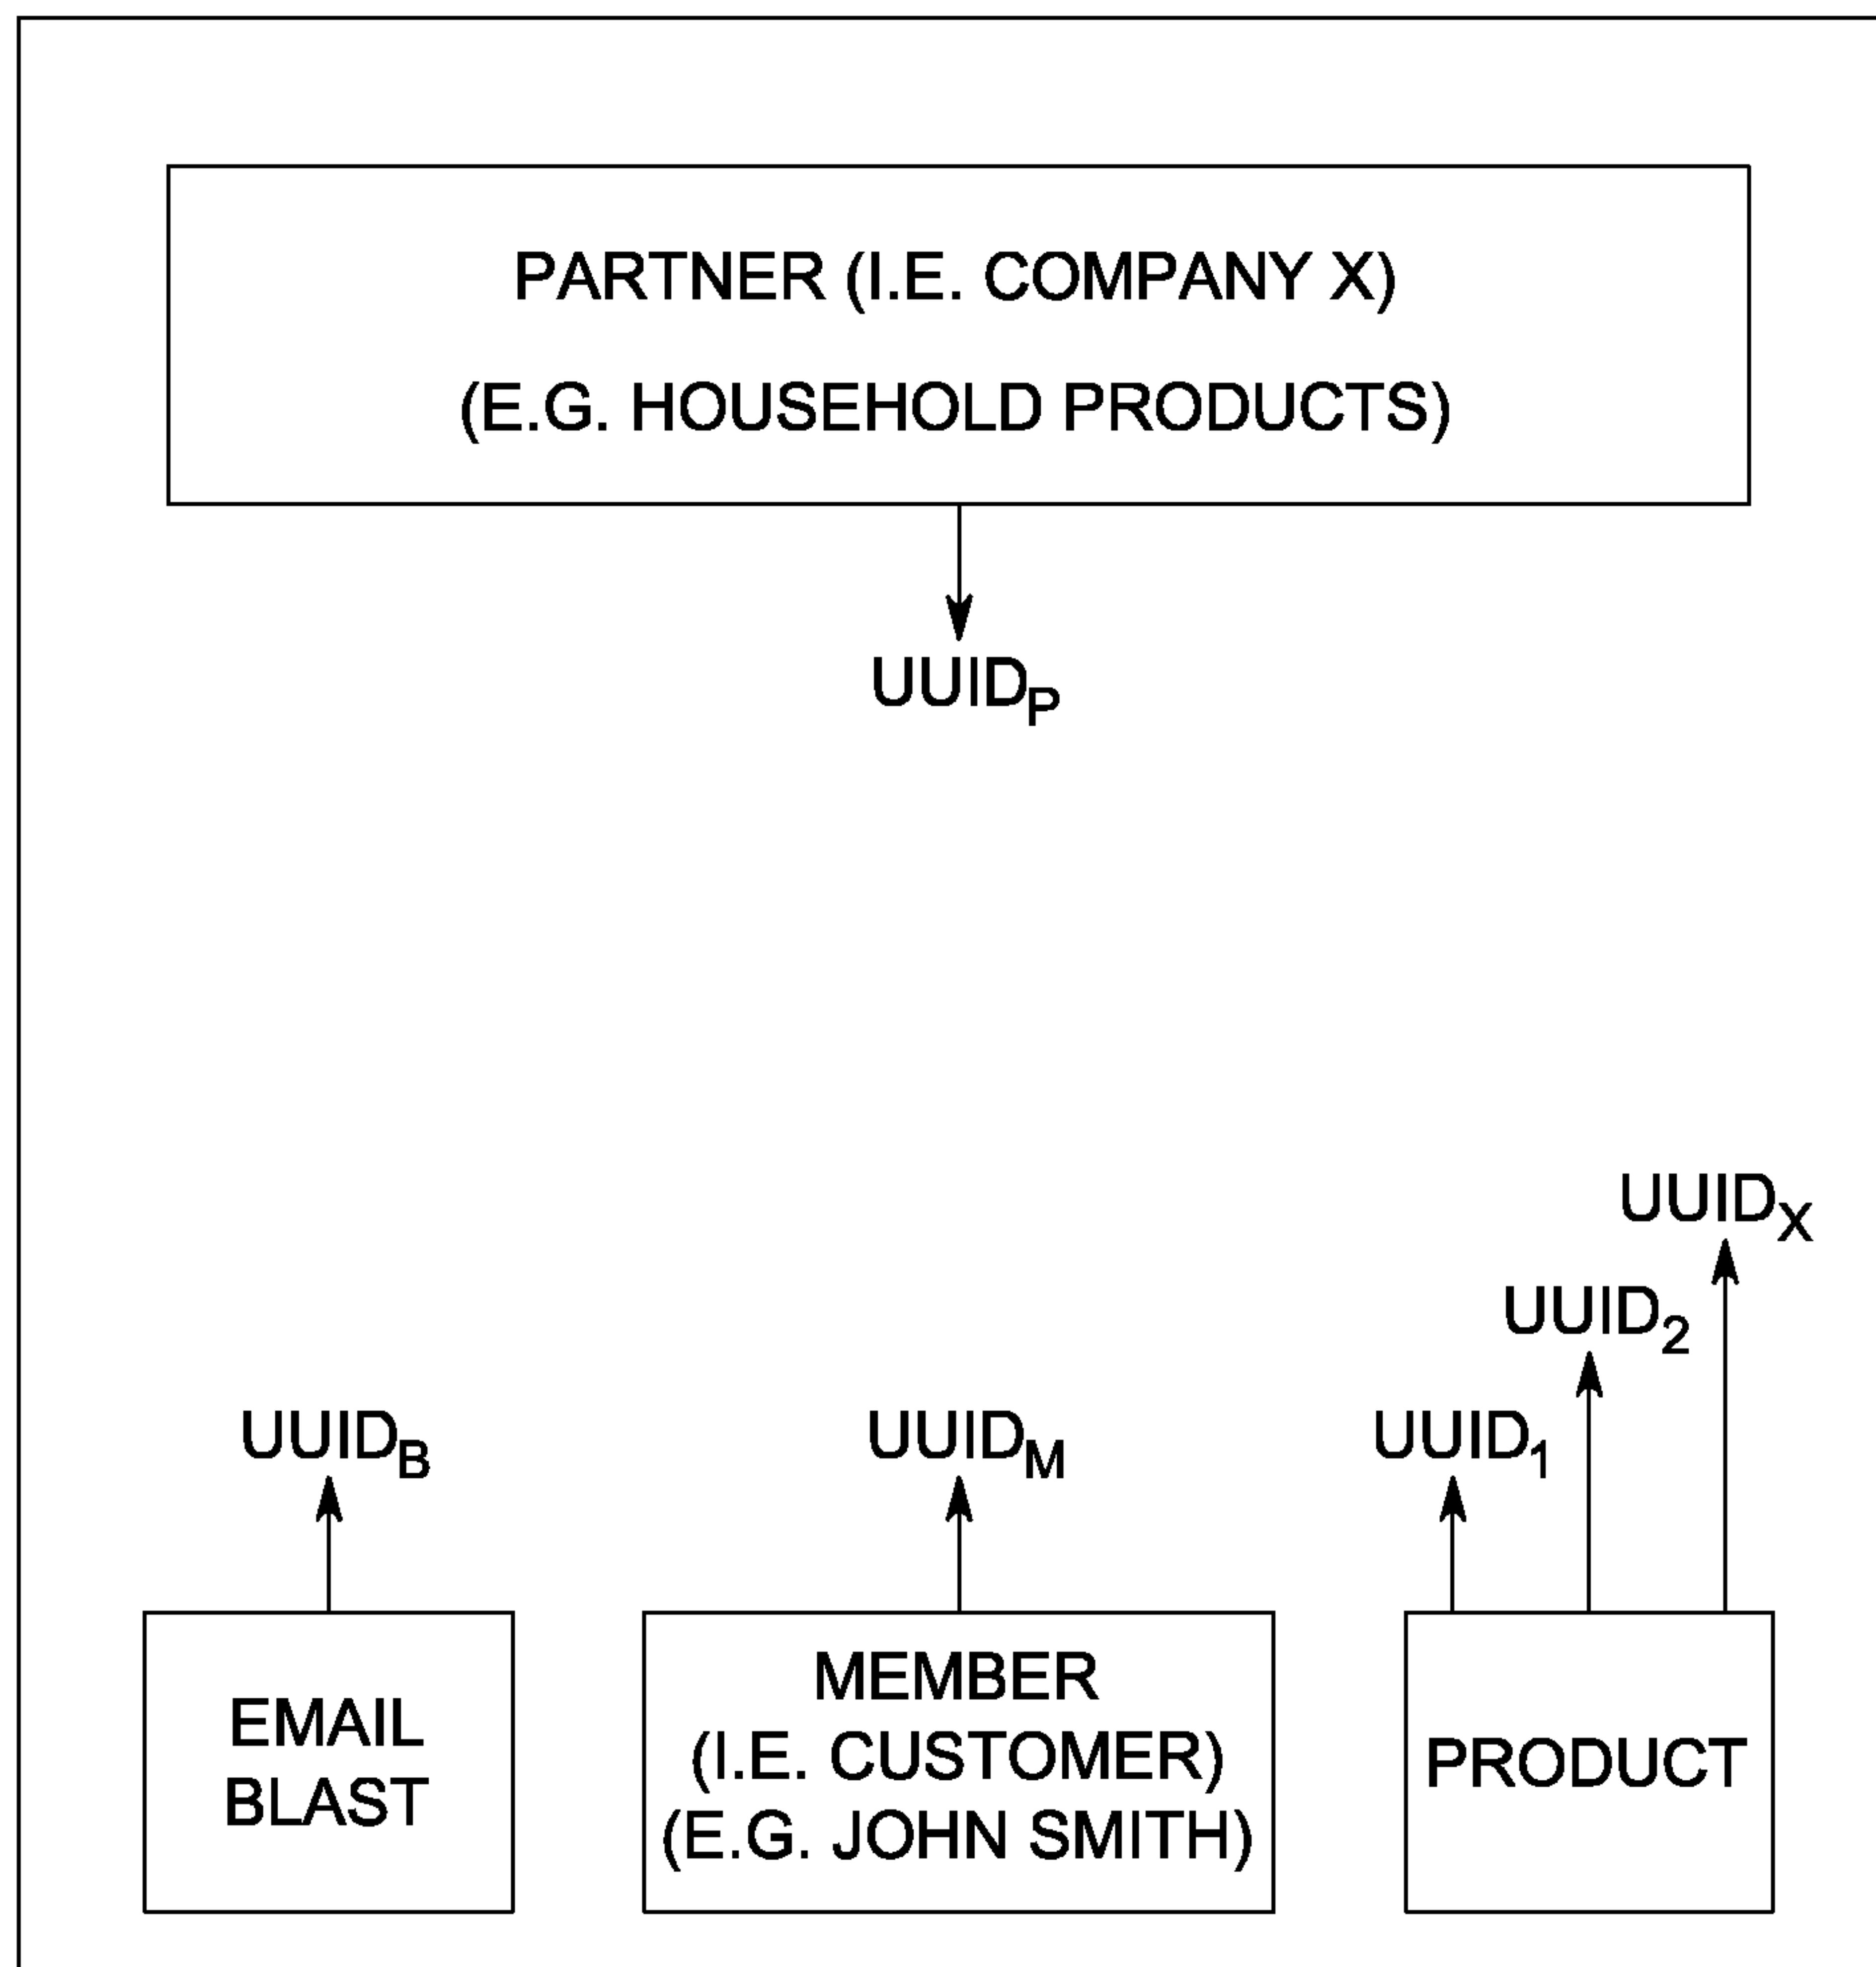 PARTNER (I.E. COMPANY X)
(E.G. HOUSEHOLD PRODUCTS)
UUIDP
UUIDX
UUID2
UUIDB
UUIDM
UUID1
EMAIL
BLAST
MEMBER
(I.E. CUSTOMER)
(E.G. JOHN SMITH)
PRODUCT